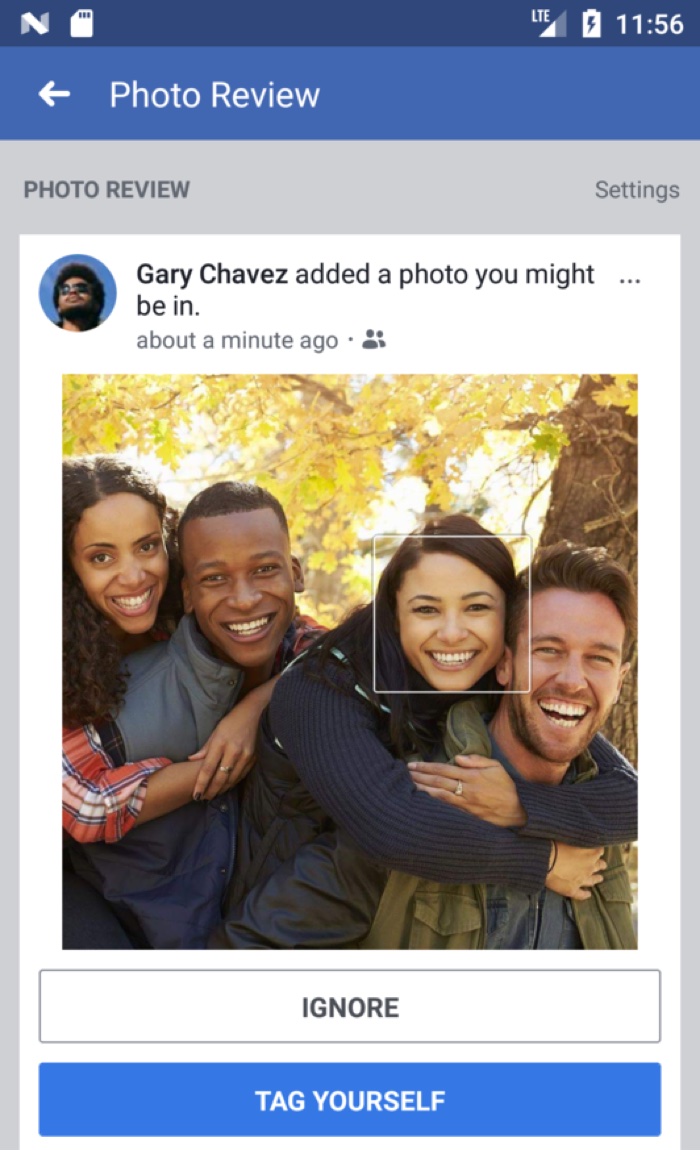 LTE 11:56
Photo Review
PHOTO REVIEW Settings
Gary Chavez added a photo you might ...
be in.
about a minute ago ·
IGNORE
TAG YOURSELF